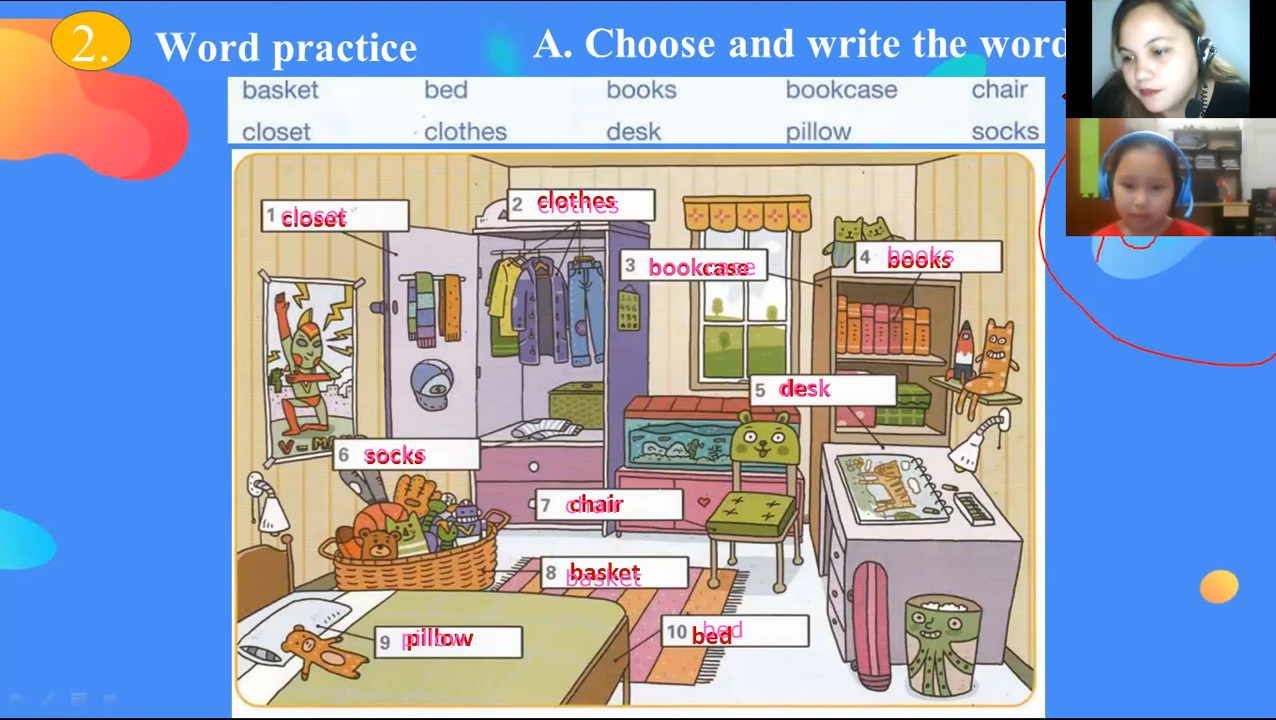 2. Word practice A. Choose and write the word
basket bed books bookcase chair
closet clothes desk pillow socks
1 closet
2 clothes
3 bookcase
4 books
5 desk
6 socks
7 chair
8 basket
9 pillow
10 bed